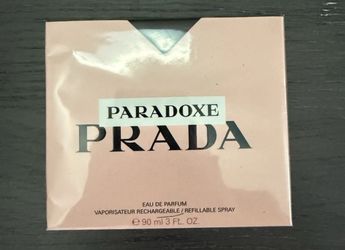 PARADOXE
PRADA
EAU DE PARFUM
VAPORISATEUR RECHARGEABLE / REFILLABLE SPRAY
℮ 90 ml 3 FL. OZ.